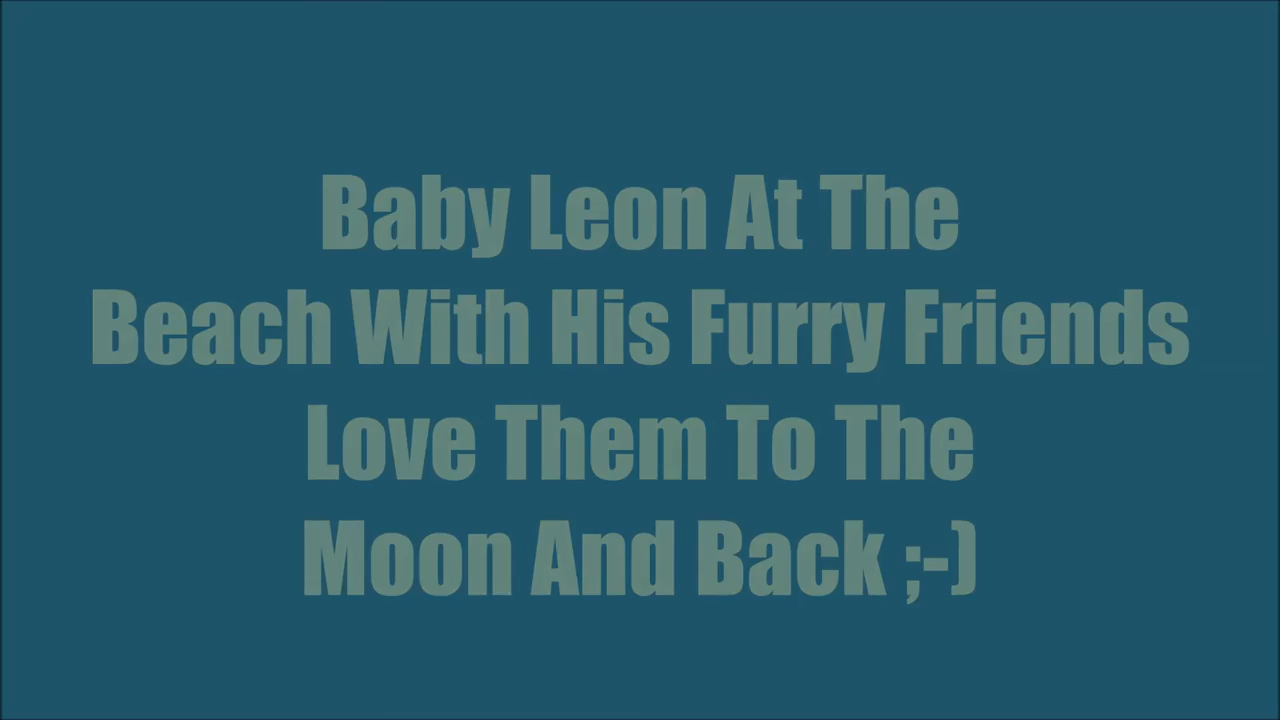 Baby Leon At The
Beach With His Furry Friends
Love Them To The
Moon And Back ;-)